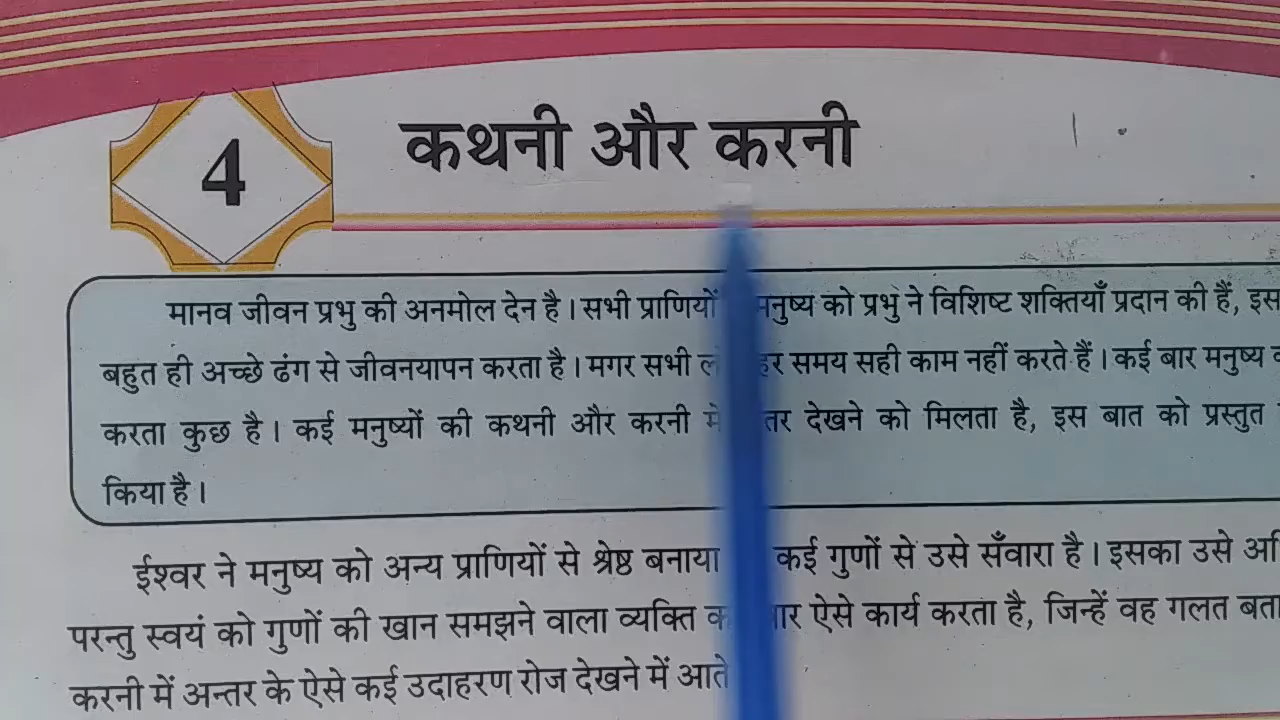 4
कथनी और करनी
मानव जीवन प्रभु की अनमोल देन है। सभी प्राणियों मनुष्य को प्रभु ने विशिष्ट शक्तियाँ प्रदान की हैं, इस
बहुत ही अच्छे ढंग से जीवनयापन करता है। मगर सभी हर समय सही काम नहीं करते हैं। कई बार मनुष्य
करता कुछ है। कई मनुष्यों की कथनी और करनी में देखने को मिलता है, इस बात को प्रस्तुत
किया है।
ईश्वर ने मनुष्य को अन्य प्राणियों से श्रेष्ठ बनाया कई गुणों से उसे सँवारा है। इसका उसे
परन्तु स्वयं को गुणों की खान समझने वाला व्यक्ति ऐसे कार्य करता है, जिन्हें वह गलत
करनी में अन्तर के ऐसे कई उदाहरण रोज देखने में आते